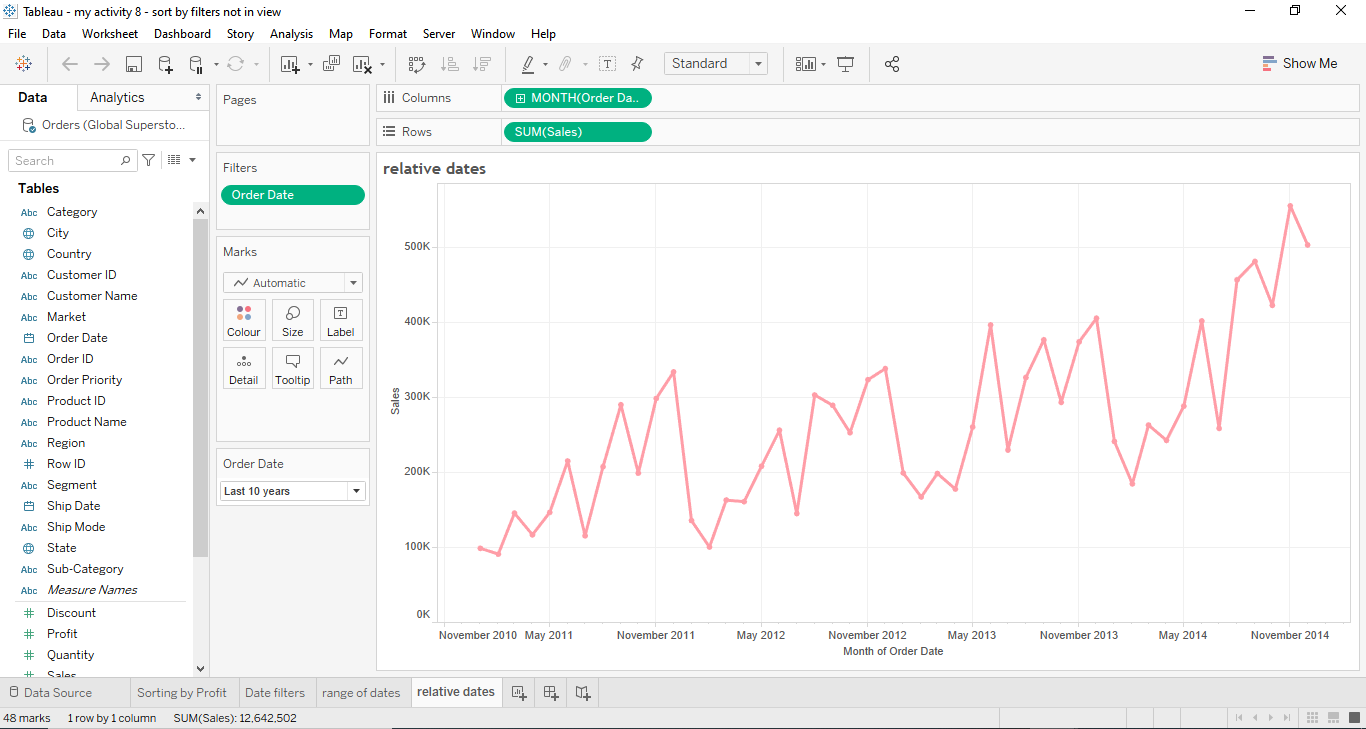 Tableau - my activity 8 - sort by filters not in view
File Data Worksheet Dashboard Story Analysis Map Format Server Window Help
Standard
Show Me
Data Analytics
Orders (Global Supersto...
Search
Tables
Abc Category
City
Country
Abc Customer ID
Abc Customer Name
Abc Market
Order Date
Abc Order ID
Abc Order Priority
Abc Product ID
Abc Product Name
Abc Region
Row ID
Abc Segment
Ship Date
Abc Ship Mode
State
Abc Sub-Category
Abc Measure Names
Discount
Profit
Quantity
Sales
Pages
Filters
Order Date
Marks
Automatic
Colour Size Label
Detail Tooltip Path
Order Date
Last 10 years
Columns MONTH(Order Da..
Rows SUM(Sales)
relative dates
500K
400K
300K
200K
100K
0K
Sales
November 2010 May 2011 November 2011 May 2012 November 2012 May 2013 November 2013 May 2014 November 2014
Month of Order Date
Data Source Sorting by Profit Date filters range of dates relative dates
48 marks 1 row by 1 column SUM(Sales): 12,642,502